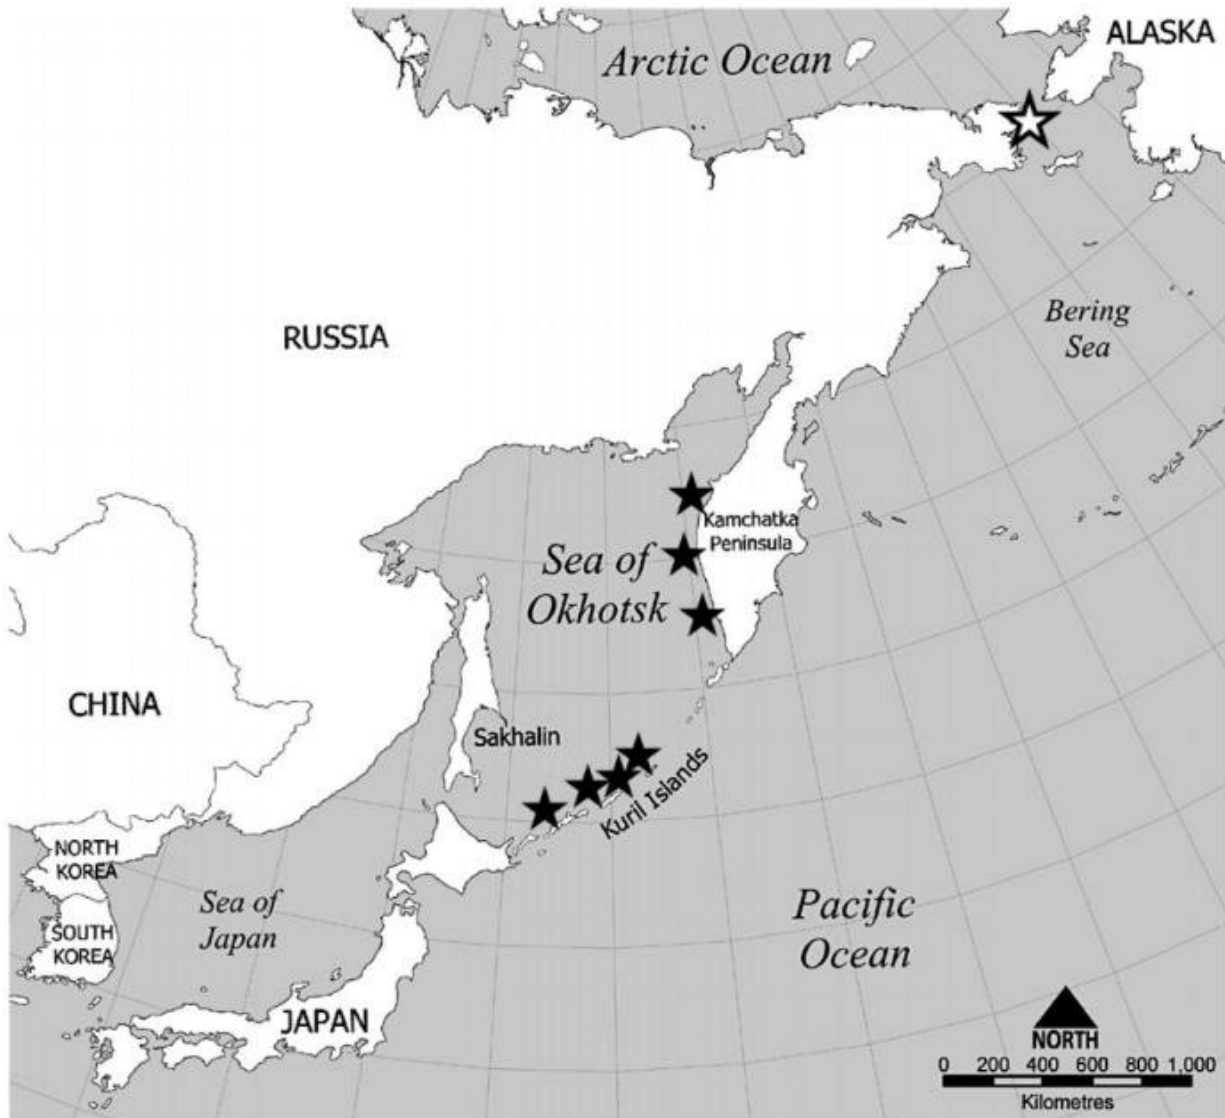 ALASKA
Arctic Ocean
RUSSIA
Bering
Sea
Kamchatka
Peninsula
Sea of
Okhotsk
CHINA
Sakhalin
Kuril Islands
NORTH
KOREA
SOUTH
KOREA
Sea of
Japan
Pacific
Ocean
JAPAN
NORTH
0 200 400 600 800 1,000
Kilometres